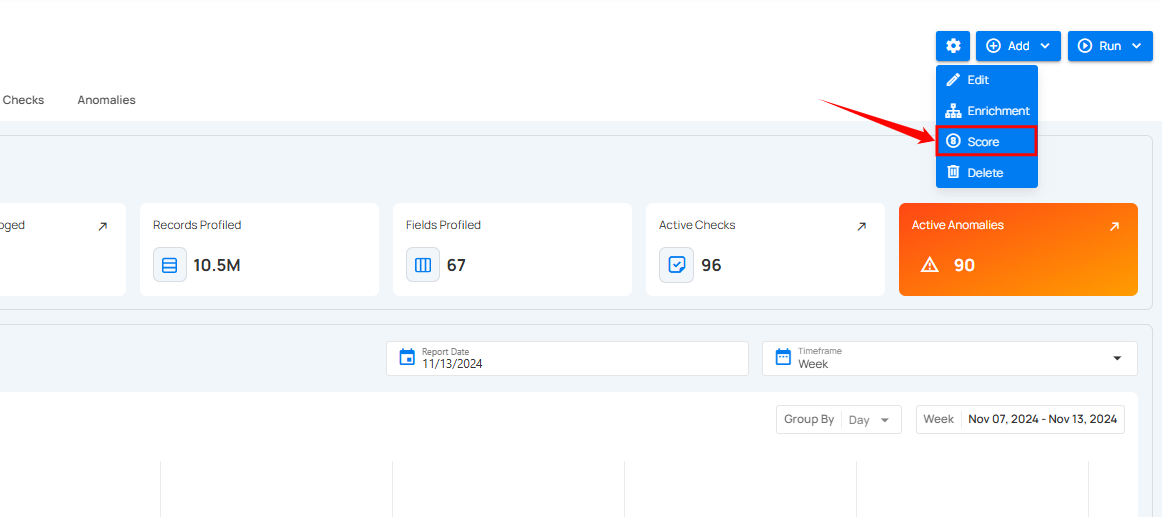 Add
Run
Edit
Enrichment
Score
Delete
Checks
Anomalies
Records Profiled
Fields Profiled
Active Checks
Active Anomalies
10.5M
67
96
90
Report Date
11/13/2024
Timeframe
Week
Group By Day
Week Nov 07, 2024 - Nov 13, 2024